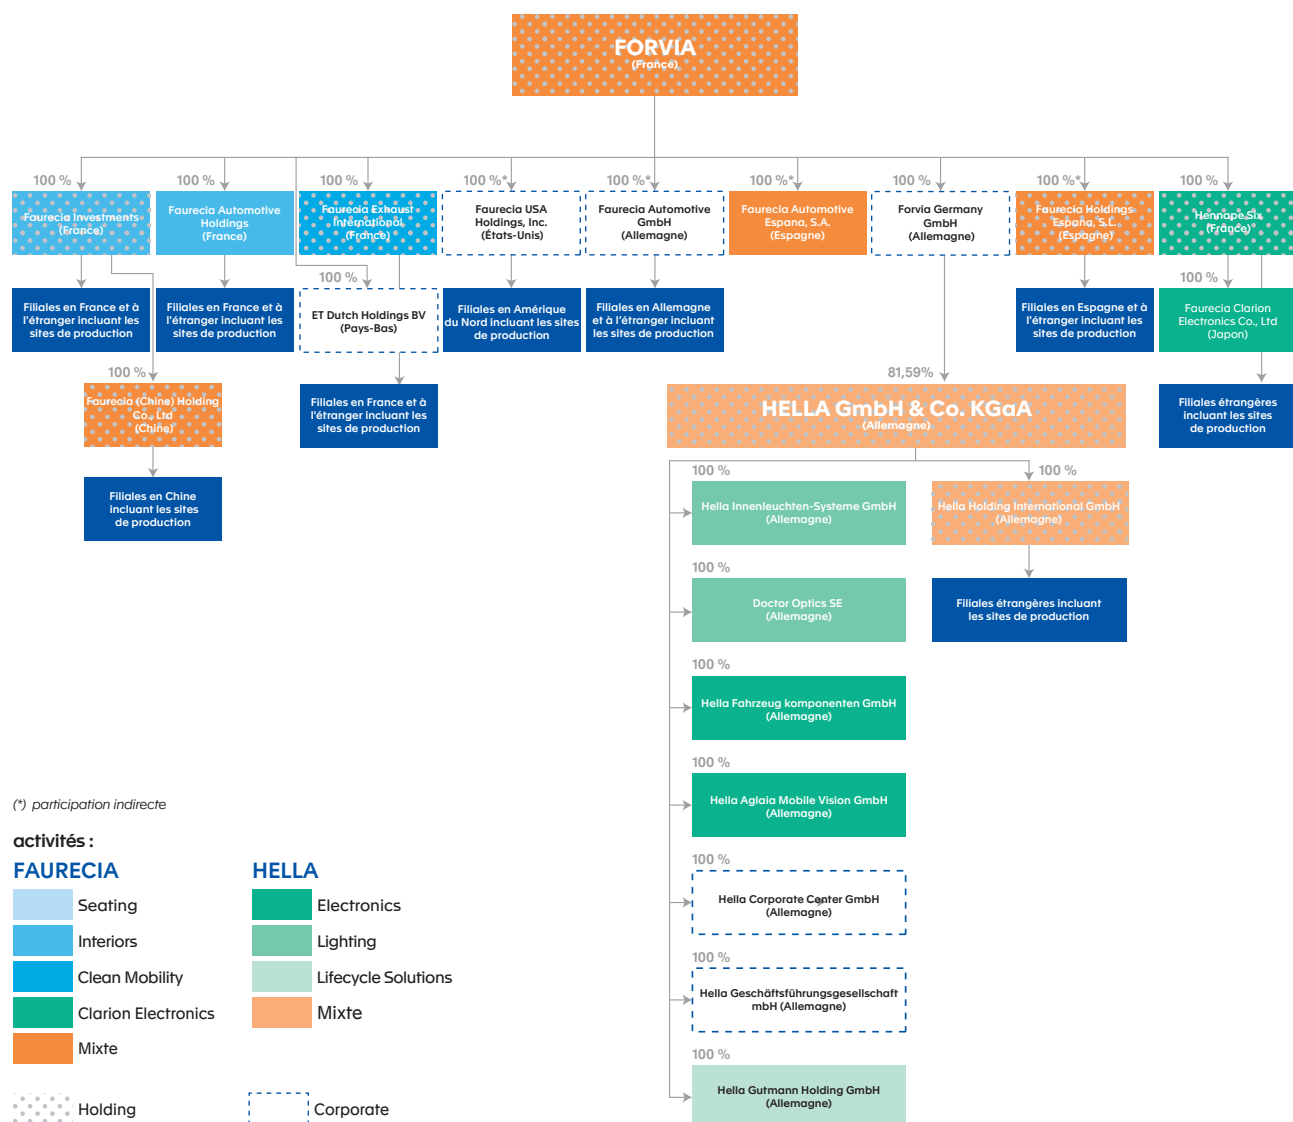 FORVIA
(France)
100 %
100 %
100 %
100 %*
100 %*
100 %*
100 %
100 %*
100 %
Faurecia Investments
(France)
Faurecia Automotive
Holdings
(France)
Faurecia Exhaust
International
(France)
Faurecia USA
Holdings, Inc.
(États-Unis)
Faurecia Automotive
GmbH
(Allemagne)
Faurecia Automotive
Espana, S.A.
(Espagne)
Forvia Germany
GmbH
(Allemagne)
Faurecia Holdings
Espana, S.L.
(Espagne)
Hennape Six
(France)
100 %
100 %
Filiales en France et à
l'étranger incluant les
sites de production
Filiales en France et à
l'étranger incluant les
sites de production
ET Dutch Holdings BV
(Pays-Bas)
Filiales en Amérique
du Nord incluant les sites
de production
Filiales en Allemagne
et à l'étranger incluant
les sites de production
Filiales en Espagne et à
l'étranger incluant les
sites de production
Faurecia Clarion
Electronics Co., Ltd
(Japon)
100 %
81,59%
Faurecia (Chine) Holding
Co., Ltd
(Chine)
Filiales en France et à
l'étranger incluant les
sites de production
HELLA GmbH & Co. KGaA
(Allemagne)
Filiales étrangères
incluant les sites
de production
Filiales en Chine
incluant les sites
de production
100 %
100 %
Hella Innenleuchten-Systeme GmbH
(Allemagne)
Hella Holding International GmbH
(Allemagne)
100 %
Doctor Optics SE
(Allemagne)
Filiales étrangères incluant
les sites de production
100 %
Hella Fahrzeug komponenten GmbH
(Allemagne)
100 %
Hella Aglaia Mobile Vision GmbH
(Allemagne)
100 %
Hella Corporate Center GmbH
(Allemagne)
100 %
Hella Geschäftsführungsgesellschaft
mbH (Allemagne)
100 %
Hella Gutmann Holding GmbH
(Allemagne)
(*) participation indirecte
activités :
FAURECIA
Seating
Interiors
Clean Mobility
Clarion Electronics
Mixte
HELLA
Electronics
Lighting
Lifecycle Solutions
Mixte
Holding
Corporate